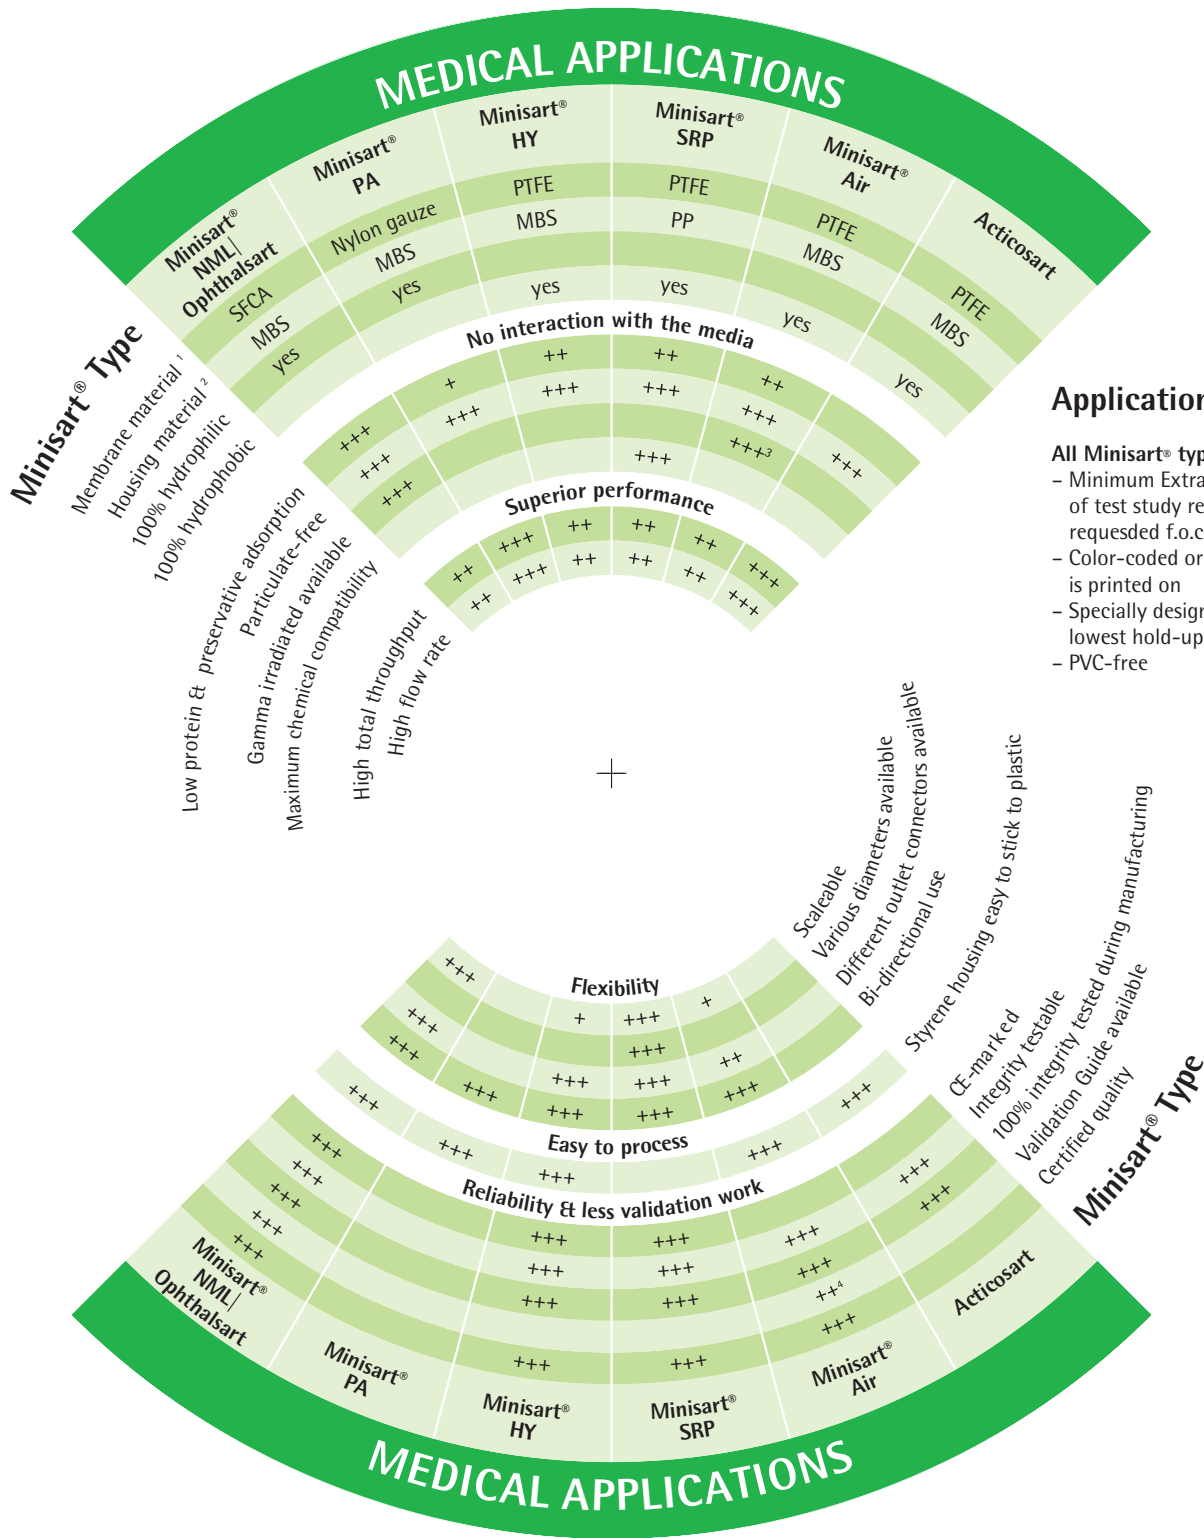 MEDICAL APPLICATIONS
Minisart®
NML|
Ophthalsart
Minisart®
PA
Minisart®
HY
Minisart®
SRP
Minisart®
Air
Acticosart
Minisart® Type
Membrane material ¹
SFCA
Nylon gauze
PTFE
PTFE
PTFE
PTFE
Housing material ²
MBS
MBS
MBS
PP
MBS
MBS
100% hydrophilic
yes
yes
100% hydrophobic
yes
yes
yes
yes
No interaction with the media
Low protein & preservative adsorption
+++
+
++
++
++
Particulate-free
+++
+++
+++
+++
+++
+++
Gamma irradiated available
+++
+++³
Maximum chemical compatibility
+++
Superior performance
High total throughput
++
+++
++
++
++
+++
High flow rate
++
+++
++
++
++
+++
Application
All Minisart® typ
– Minimum Extra
of test study re
requesded f.o.c
– Color-coded or
is printed on
– Specially design
lowest hold-up
– PVC-free
Flexibility
Scaleable
+++
+
+++
+
Various diameters available
+++
Different outlet connectors available
+++
+++
+++
++
Bi-directional use
+++
+++
+++
+++
+++
Easy to process
Styrene housing easy to stick to plastic
+++
+++
+++
+++
+++
Reliability & less validation work
CE-marked
+++
+++
+++
Integrity testable
+++
+++
+++
+++
+++
100% integrity tested during manufacturing
+++
+++
+++
+++
+++
Validation Guide available
+++
++⁴
Certified quality
+++
+++
+++
+++
Minisart® Type
Minisart®
NML|
Ophthalsart
Minisart®
PA
Minisart®
HY
Minisart®
SRP
Minisart®
Air
Acticosart
MEDICAL APPLICATIONS